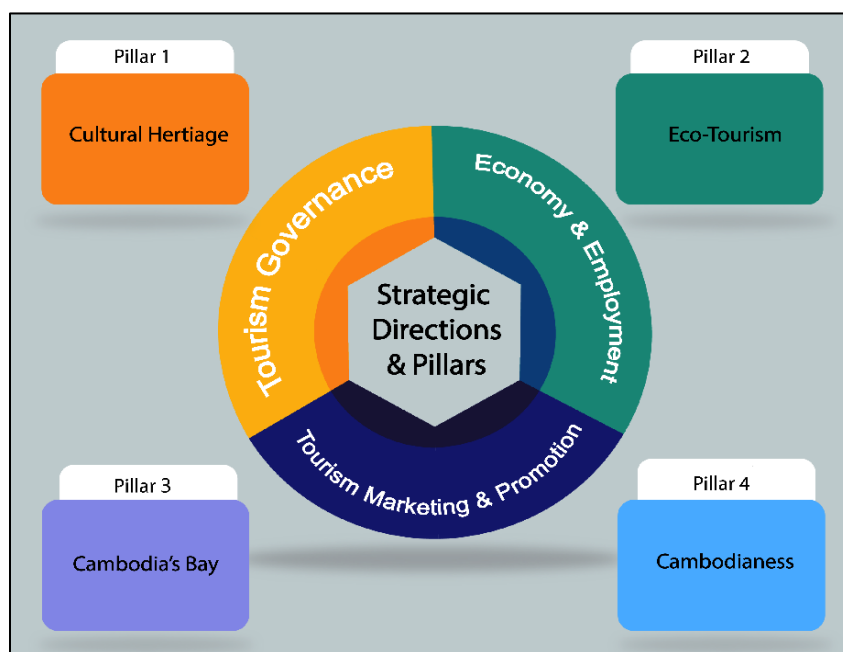 Pillar 1
Cultural Hertiage
Pillar 2
Eco-Tourism
Tourism Governance
Economy & Employment
Strategic
Directions
& Pillars
Tourism Marketing & Promotion
Pillar 3
Cambodia's Bay
Pillar 4
Cambodianess